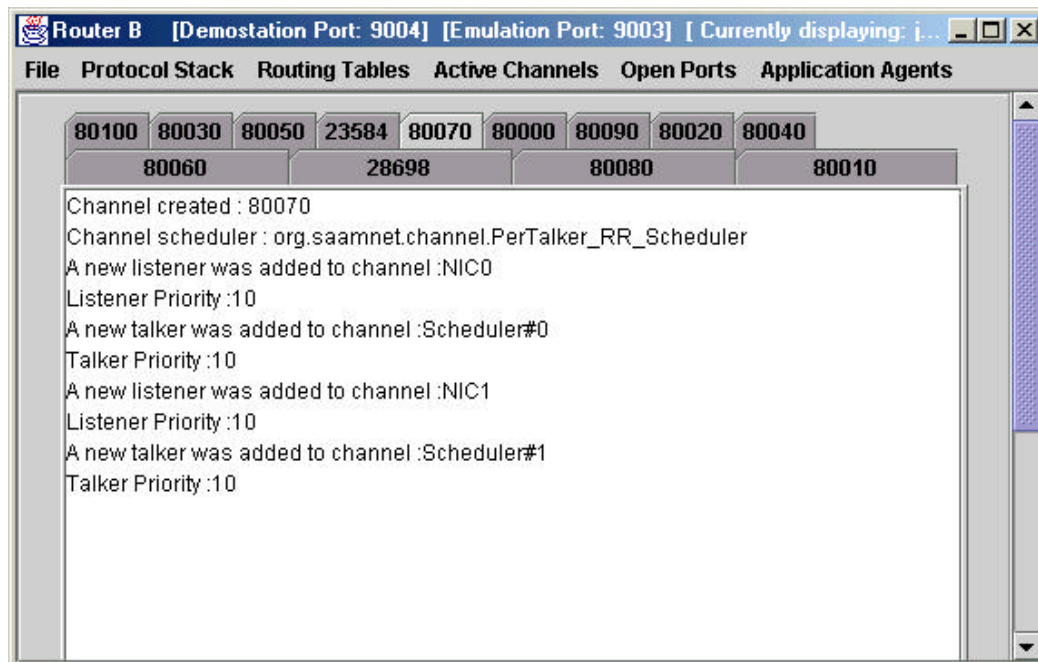 Router B [Demostation Port: 9004] [Emulation Port: 9003] [ Currently displaying: j...
File Protocol Stack Routing Tables Active Channels Open Ports Application Agents
80100 80030 80050 23584 80070 80000 80090 80020 80040
80060 28698 80080 80010
Channel created : 80070
Channel scheduler : org.saamnet.channel.PerTalker_RR_Scheduler
A new listener was added to channel :NIC0
Listener Priority :10
A new talker was added to channel :Scheduler#0
Talker Priority :10
A new listener was added to channel :NIC1
Listener Priority :10
A new talker was added to channel :Scheduler#1
Talker Priority :10